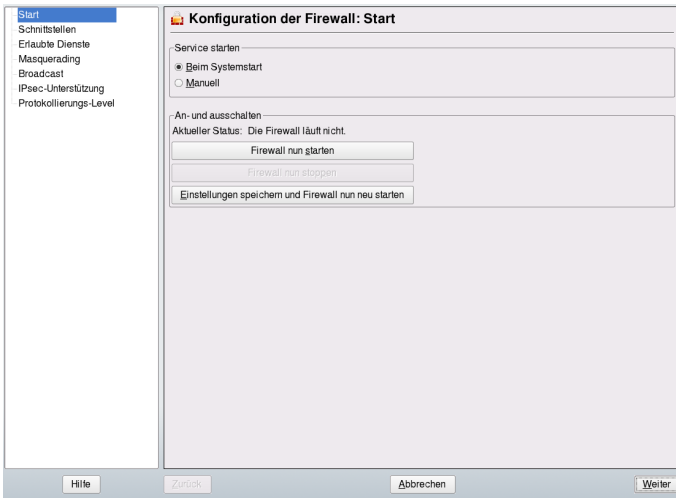 Start
Schnittstellen
Erlaubte Dienste
Masquerading
Broadcast
IPsec-Unterstützung
Protokollierungs-Level
Konfiguration der Firewall: Start
Service starten
Beim Systemstart
Manuell
An- und ausschalten
Aktueller Status: Die Firewall läuft nicht.
Firewall nun starten
Firewall nun stoppen
Einstellungen speichern und Firewall nun neu starten
Hilfe
Zurück
Abbrechen
Weiter